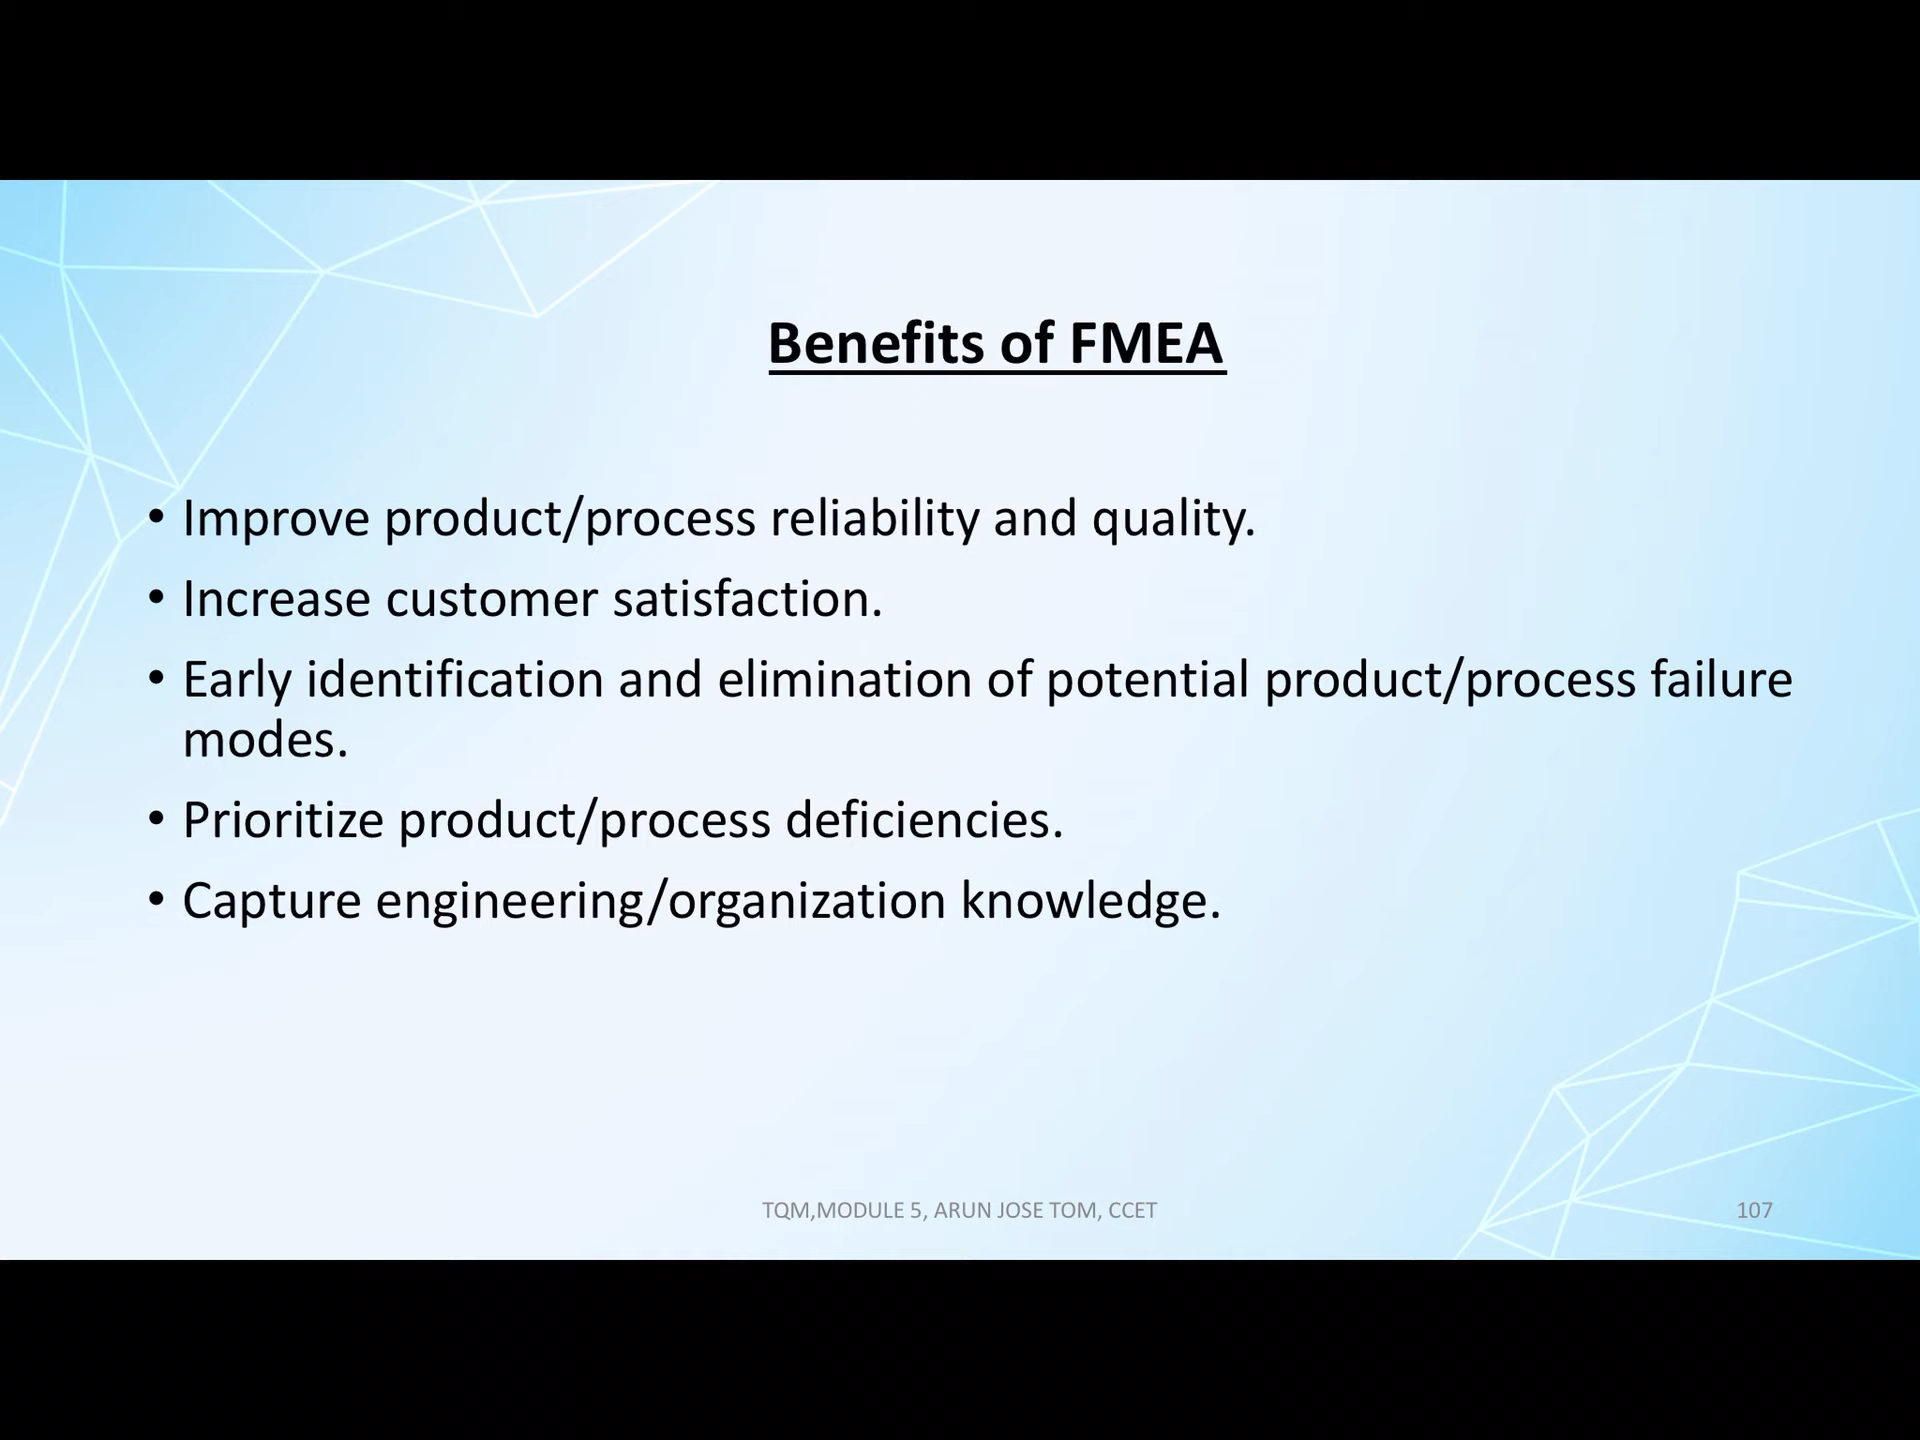 Benefits of FMEA
• Improve product/process reliability and quality.
• Increase customer satisfaction.
• Early identification and elimination of potential product/process failure
modes.
• Prioritize product/process deficiencies.
• Capture engineering/organization knowledge.
TQM,MODULE 5, ARUN JOSE TOM, CCET
107